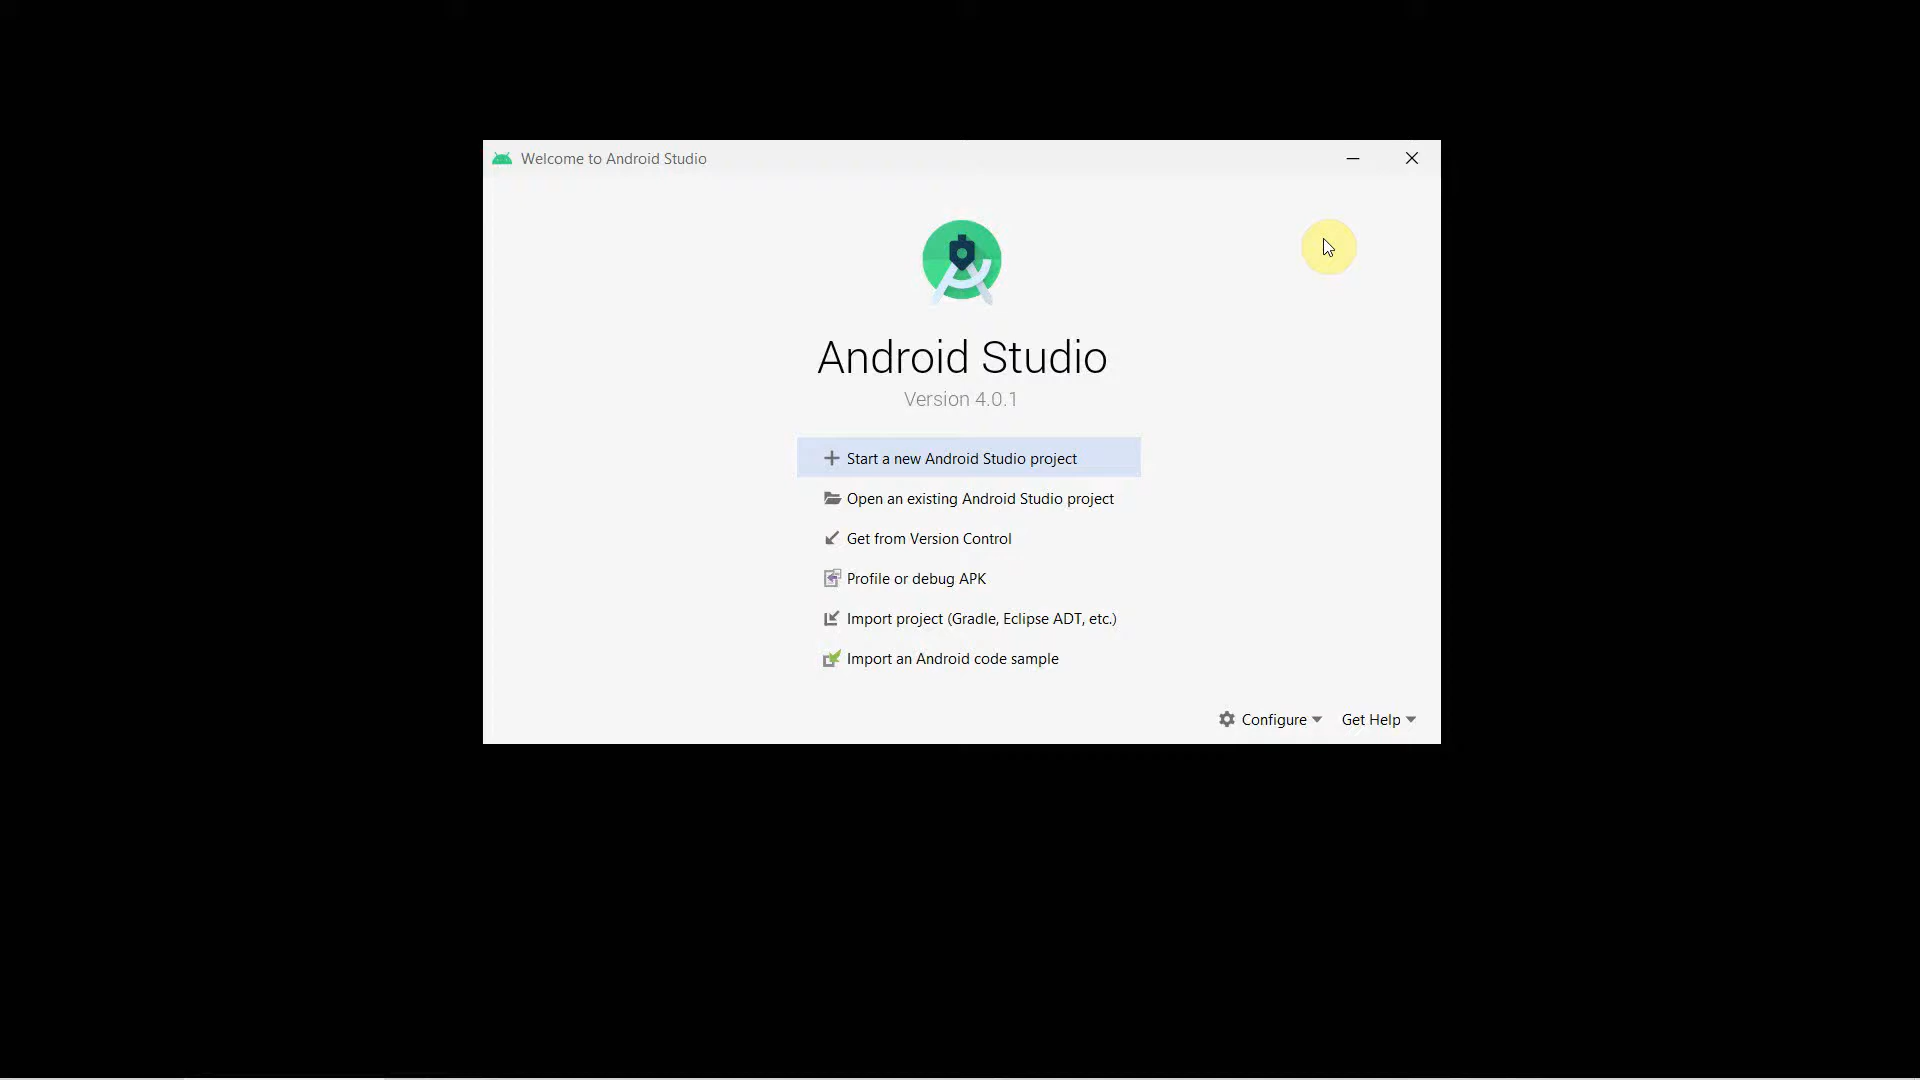 Welcome to Android Studio
Android Studio
Version 4.0.1
Start a new Android Studio project
Open an existing Android Studio project
Get from Version Control
Profile or debug APK
Import project (Gradle, Eclipse ADT, etc.)
Import an Android code sample
Configure Get Help